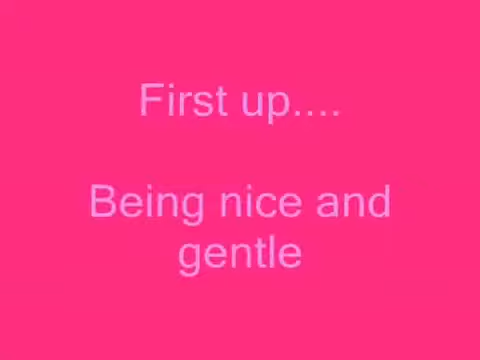 First up....
Being nice and
gentle